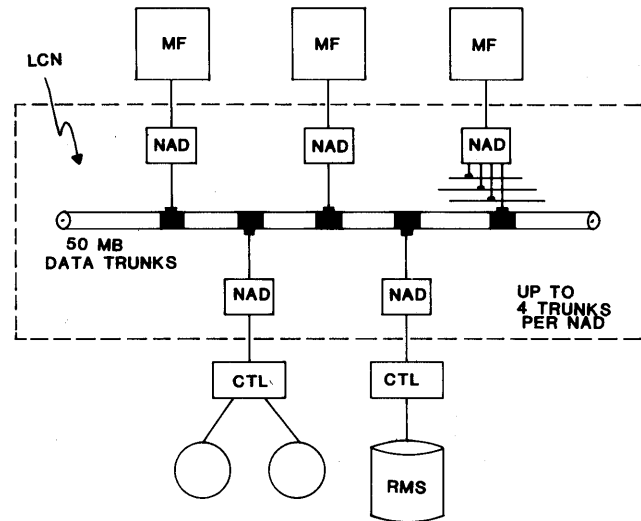 MF
MF
MF
LCN
NAD
NAD
NAD
50 MB
DATA TRUNKS
NAD
NAD
UP TO
4 TRUNKS
PER NAD
CTL
CTL
RMS